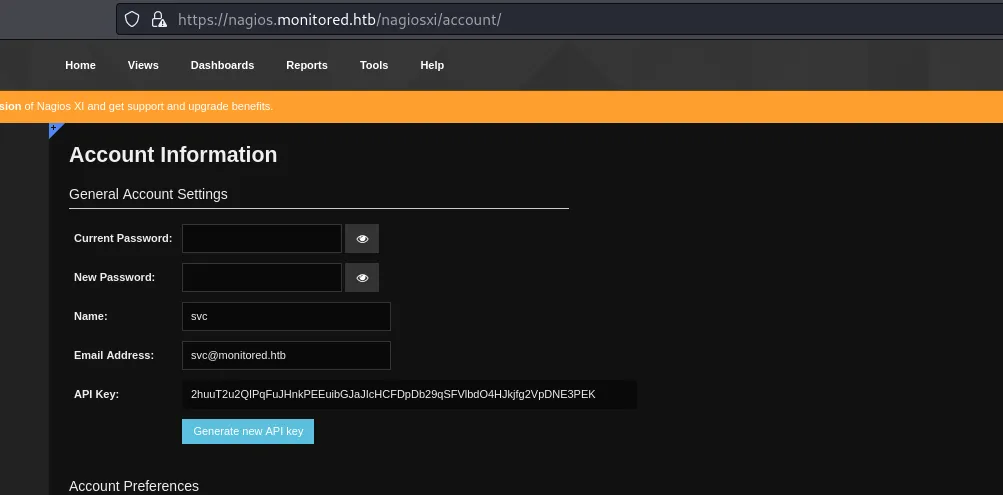 https://nagios.monitored.htb/nagiosxi/account/
Home Views Dashboards Reports Tools Help
sion of Nagios XI and get support and upgrade benefits.
Account Information
General Account Settings
Current Password:
New Password:
Name: svc
Email Address: svc@monitored.htb
API Key: 2huuT2u2QIPqFuJHnkPEEuibGJaJIcHCFDpDb29qSFVlbdO4HJkjfg2VpDNE3PEK
Generate new API key
Account Preferences